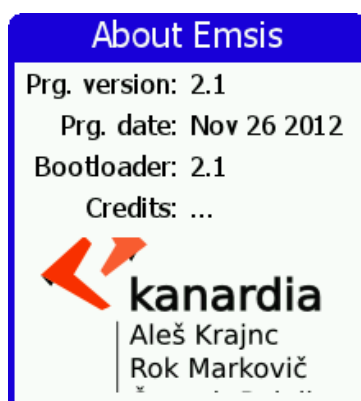 About Emsis
Prg. version: 2.1
Prg. date: Nov 26 2012
Bootloader: 2.1
Credits: ...
kanardia
Aleš Krajnc
Rok Markovič